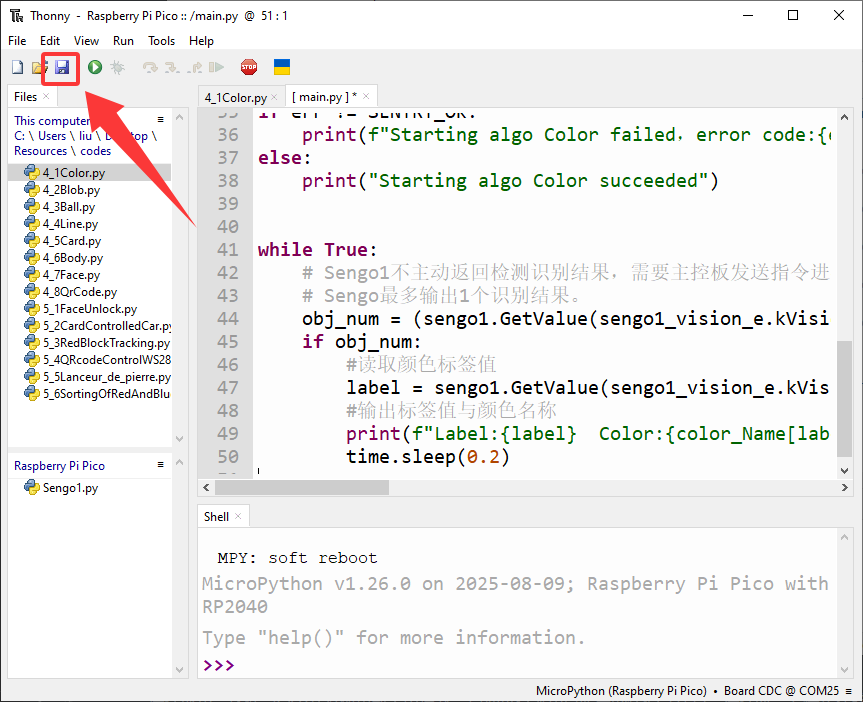 Thonny - Raspberry Pi Pico :: /main.py @ 51 : 1
File Edit View Run Tools Help
STOP
Files
4_1Color.py
[ main.py ] *
This computer
C: \ Users \ liu \ Desktop \
Resources \ codes
4_1Color.py
4_2Blob.py
4_3Ball.py
4_4Line.py
4_5Card.py
4_6Body.py
4_7Face.py
4_8QrCode.py
5_1FaceUnlock.py
5_2CardControlledCar.py
5_3RedBlockTracking.py
5_4QRcodeControlWS28
5_5Lanceur_de_pierre.py
5_6SortingOfRedAndBlu
Raspberry Pi Pico
Sengo1.py
35 if err != SENTRY_OK:
36 print(f"Starting algo Color failed，error code:{e
37 else:
38 print("Starting algo Color succeeded")
39
40
41 while True:
42 # Sengo1不主动返回检测识别结果，需要主控板发送指令进
43 # Sengo最多输出1个识别结果。
44 obj_num = (sengo1.GetValue(sengo1_vision_e.kVisi
45 if obj_num:
46 #读取颜色标签值
47 label = sengo1.GetValue(sengo1_vision_e.kVis
48 #输出标签值与颜色名称
49 print(f"Label:{label}  Color:{color_Name[lab
50 time.sleep(0.2)
Shell
MPY: soft reboot
MicroPython v1.26.0 on 2025-08-09; Raspberry Pi Pico with
RP2040
Type "help()" for more information.
>>>
MicroPython (Raspberry Pi Pico) • Board CDC @ COM25 ≡